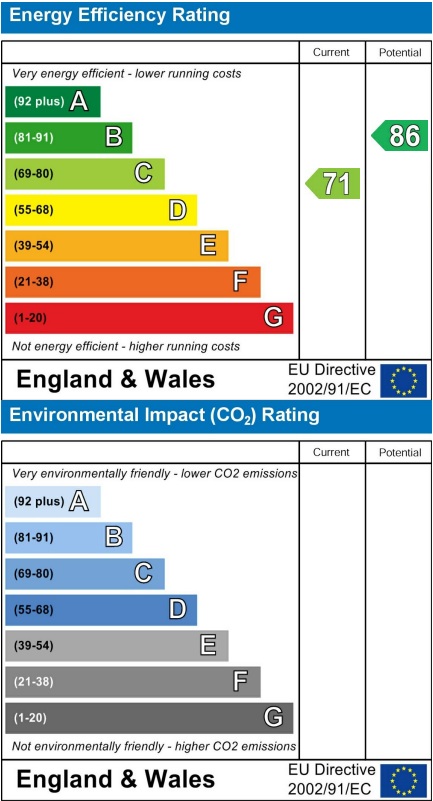 Energy Efficiency Rating
Current Potential
Very energy efficient - lower running costs
(92 plus) A
(81-91) B
86
(69-80) C
71
(55-68) D
(39-54) E
(21-38) F
(1-20) G
Not energy efficient - higher running costs
England & Wales
EU Directive
2002/91/EC
Environmental Impact (CO₂) Rating
Current Potential
Very environmentally friendly - lower CO2 emissions
(92 plus) A
(81-91) B
(69-80) C
(55-68) D
(39-54) E
(21-38) F
(1-20) G
Not environmentally friendly - higher CO2 emissions
England & Wales
EU Directive
2002/91/EC